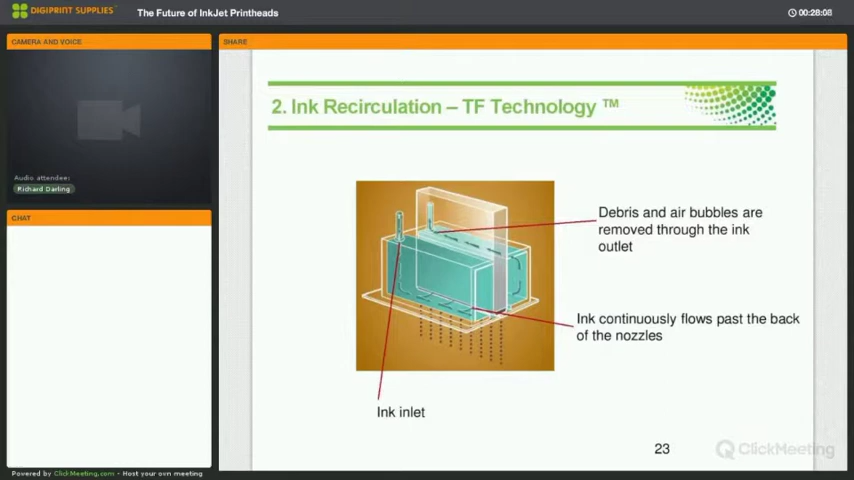 DIGIPRINT SUPPLIES
The Future of InkJet Printheads
00:28:08
CAMERA AND VOICE
SHARE
Audio attendee:
Richard Darling
CHAT
2. Ink Recirculation – TF Technology ™
Debris and air bubbles are
removed through the ink
outlet
Ink continuously flows past the back
of the nozzles
Ink inlet
23
ClickMeeting
Powered by ClickMeeting.com • Host your own meeting